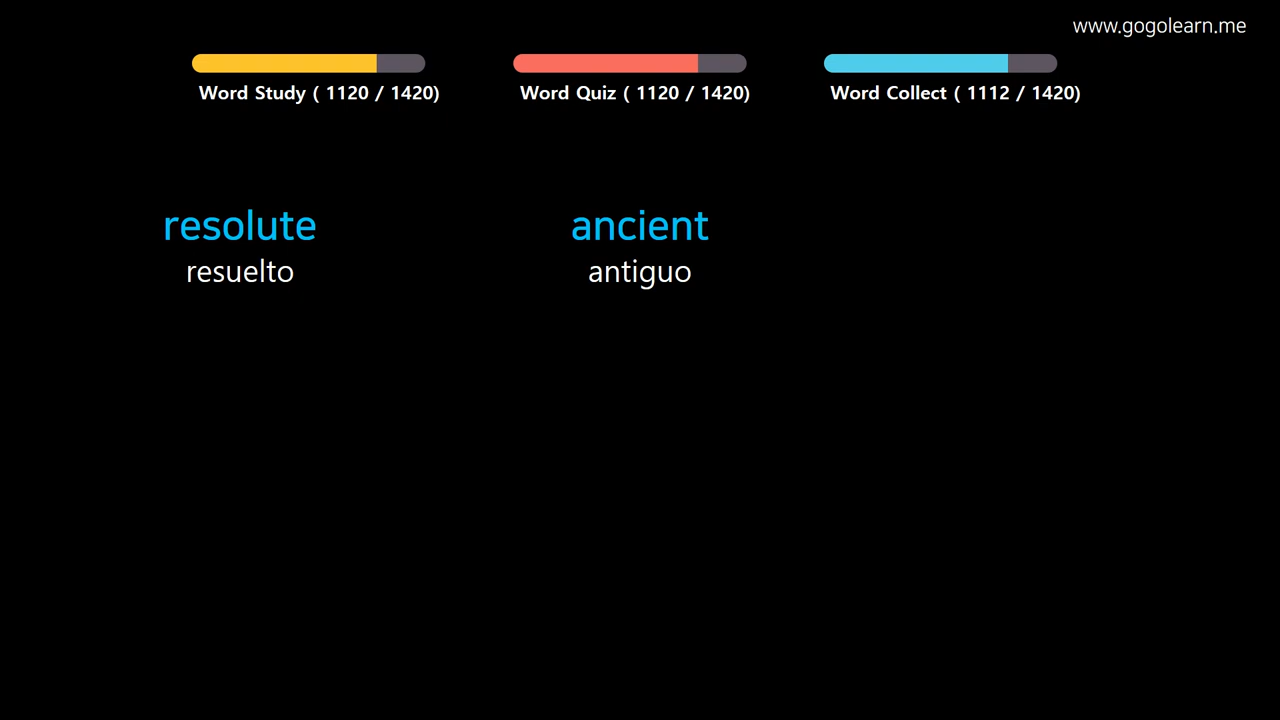 www.gogolearn.me
Word Study ( 1120 / 1420)
Word Quiz ( 1120 / 1420)
Word Collect ( 1112 / 1420)
resolute
resuelto
ancient
antiguo